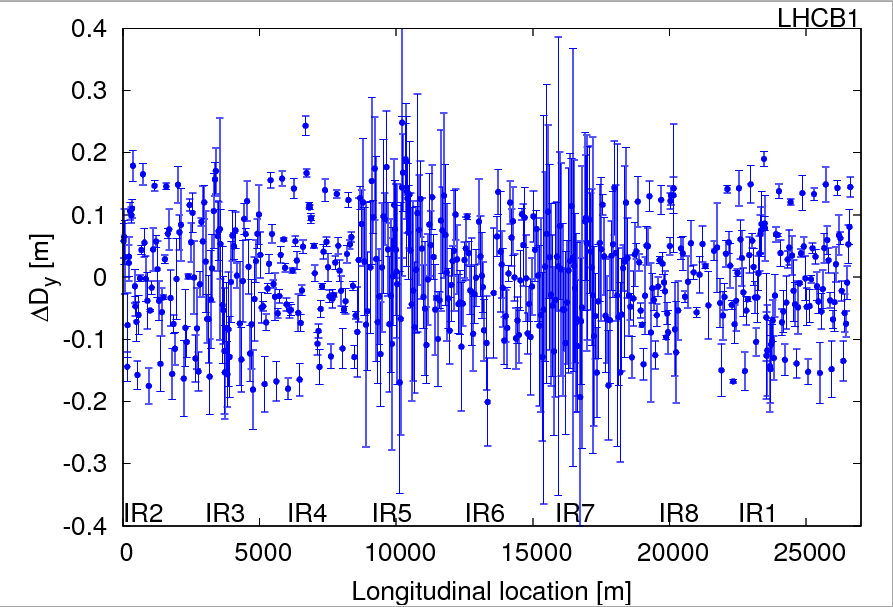 LHCB1
0.4
0.3
0.2
0.1
0
-0.1
-0.2
-0.3
-0.4
ΔDy [m]
IR2 IR3 IR4 IR5 IR6 IR7 IR8 IR1
0 5000 10000 15000 20000 25000
Longitudinal location [m]